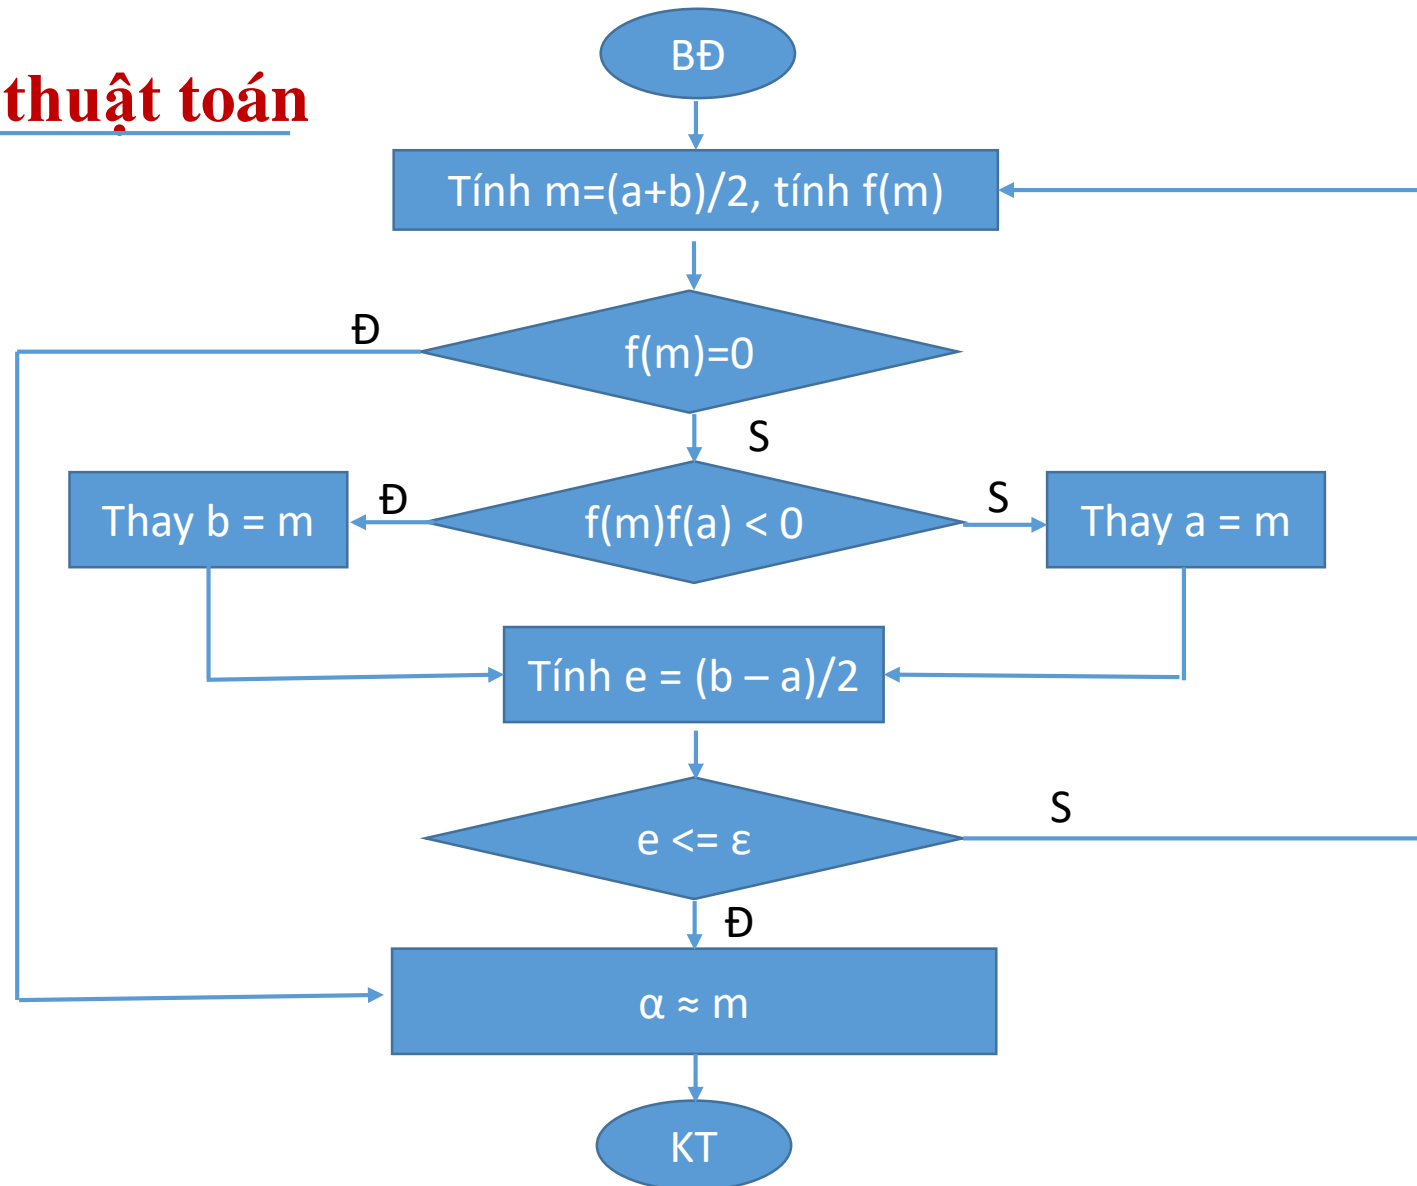 thuật toán
BĐ
Tính m=(a+b)/2, tính f(m)
Đ
f(m)=0
S
Thay b = m
Đ
f(m)f(a) < 0
S
Thay a = m
Tính e = (b – a)/2
e <= ε
S
Đ
α ≈ m
KT